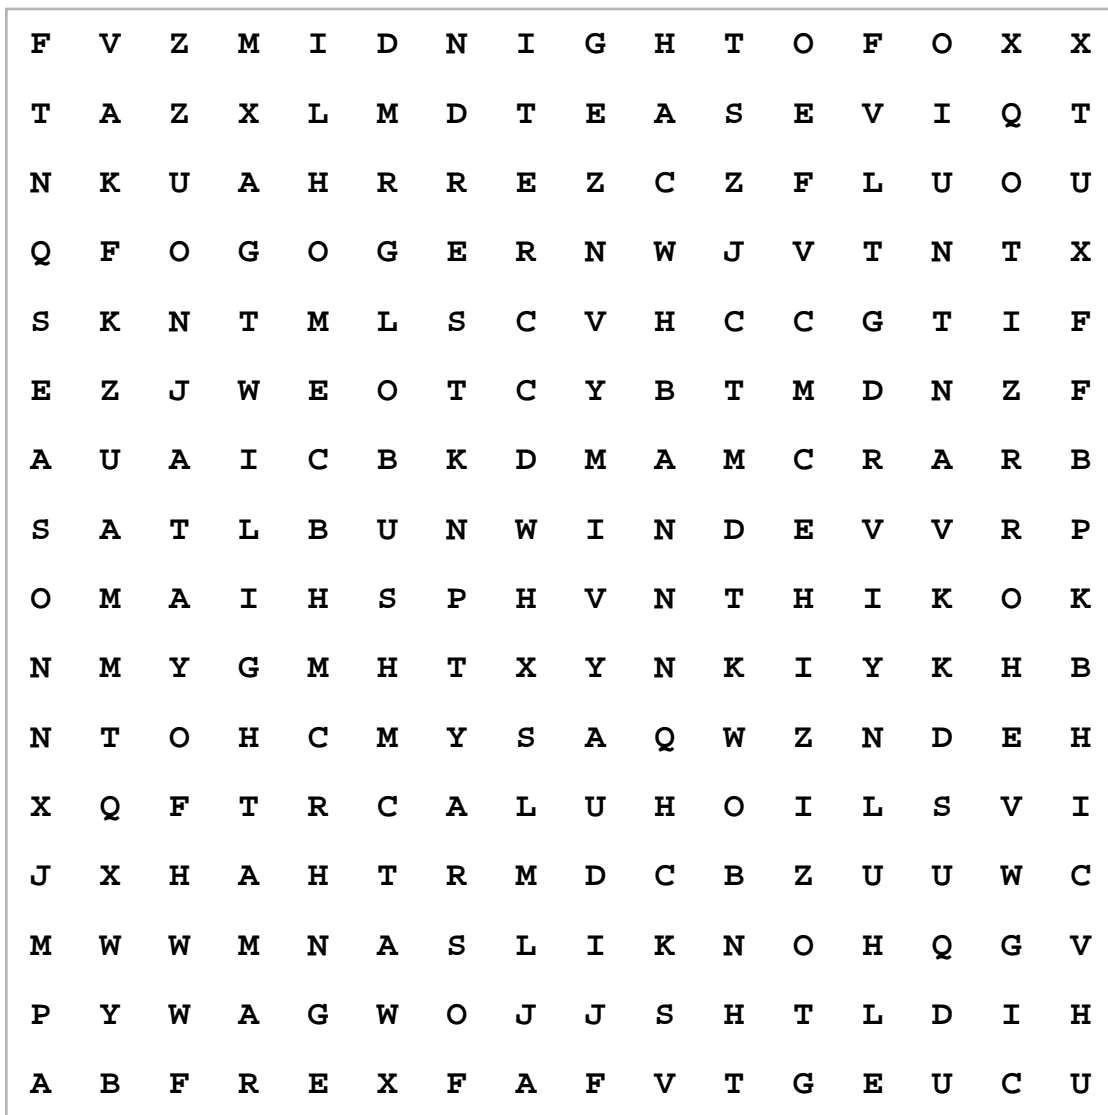 F V Z M I D N I G H T O F O X X
T A Z X L M D T E A S E V I Q T
N K U A H R R E Z C Z F L U O U
Q F O G O G E R N W J V T N T X
S K N T M L S C V H C C G T I F
E Z J W E O T C Y B T M D N Z F
A U A I C B K D M A M C R A R B
S A T L B U N W I N D E V V R P
O M A I H S P H V N T H I K O K
N M Y G M H T X Y N K I Y K H B
N T O H C M Y S A Q W Z N D E H
X Q F T R C A L U H O I L S V I
J X H A H T R M D C B Z U U W C
M W W M N A S L I K N O H Q G V
P Y W A G W O J J S H T L D I H
A B F R E X F A F V T G E U C U